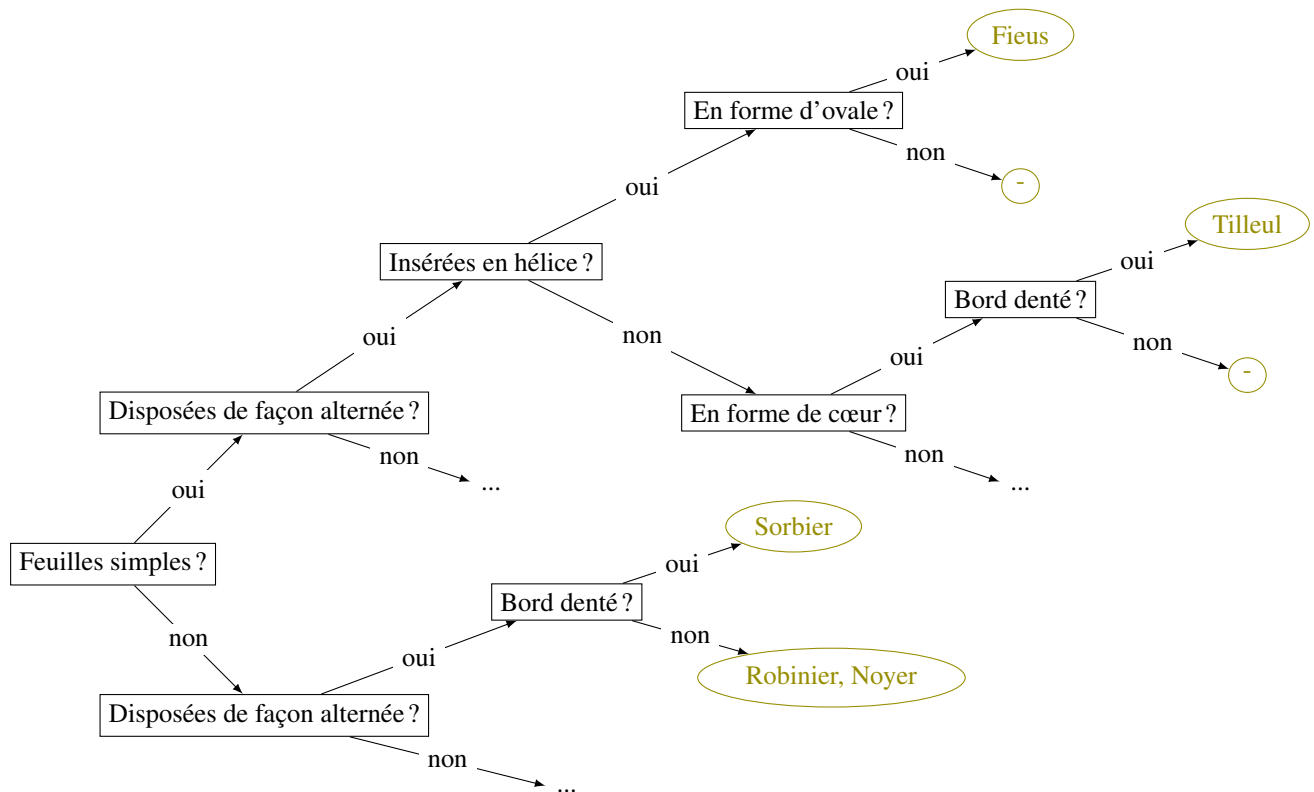 Fieus
oui
En forme d'ovale ?
non
-
oui
Tilleul
oui
Insérées en hélice ?
Bord denté ?
oui
non
non
oui
-
Disposées de façon alternée ?
En forme de cœur ?
non
non
oui
...
...
Sorbier
oui
Feuilles simples ?
Bord denté ?
non
oui
non
Robinier, Noyer
Disposées de façon alternée ?
non
...